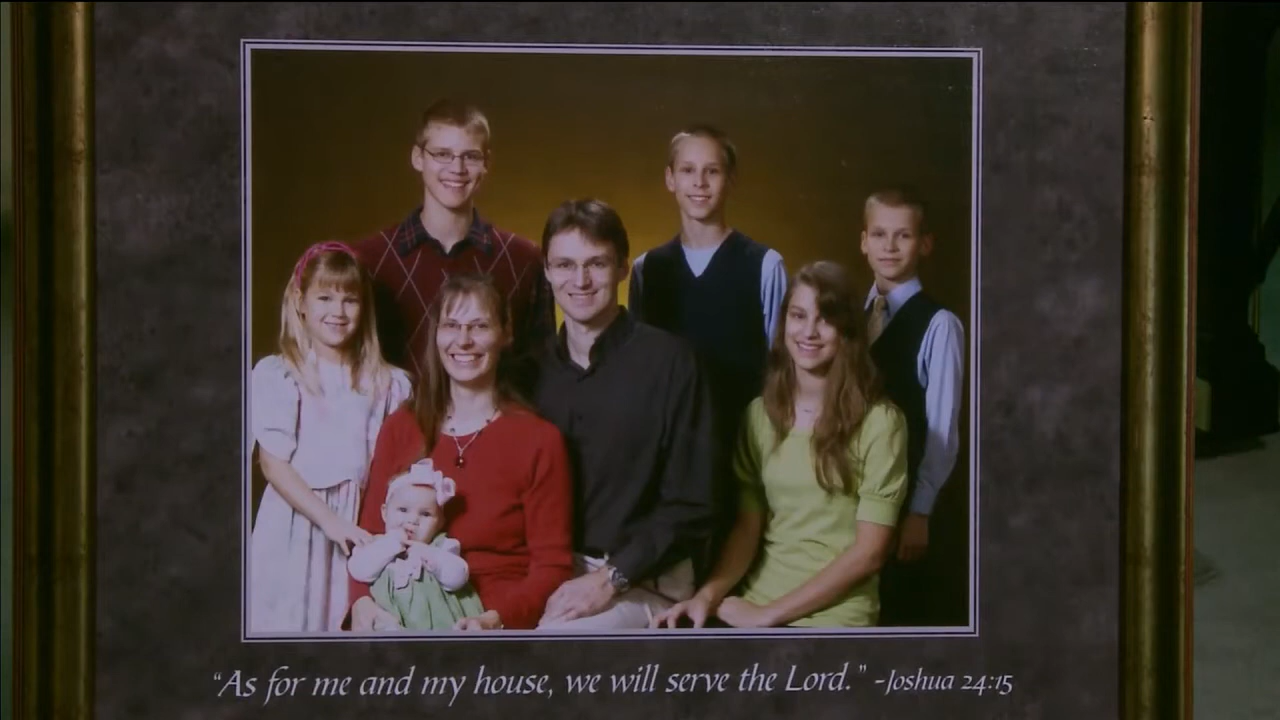 “As for me and my house, we will serve the Lord.” -Joshua 24:15